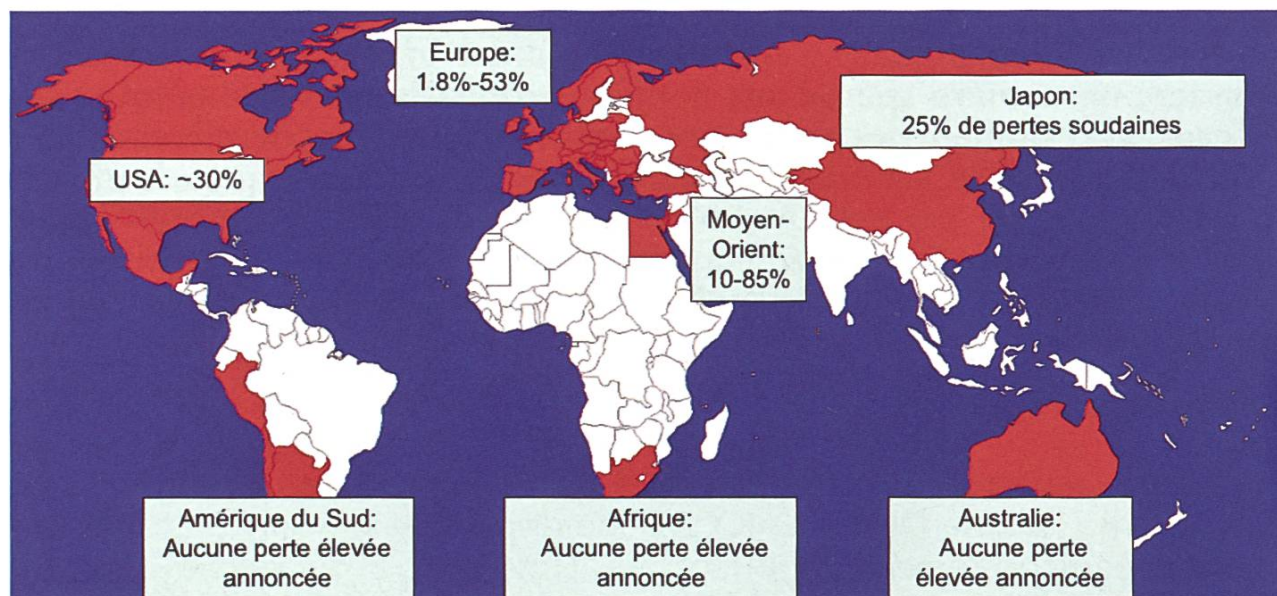 Europe:
1.8%-53%
Japon:
25% de pertes soudaines
USA: ~30%
Moyen-
Orient:
10-85%
Amérique du Sud:
Aucune perte élevée
annoncée
Afrique:
Aucune perte élevée
annoncée
Australie:
Aucune perte
élevée annoncée